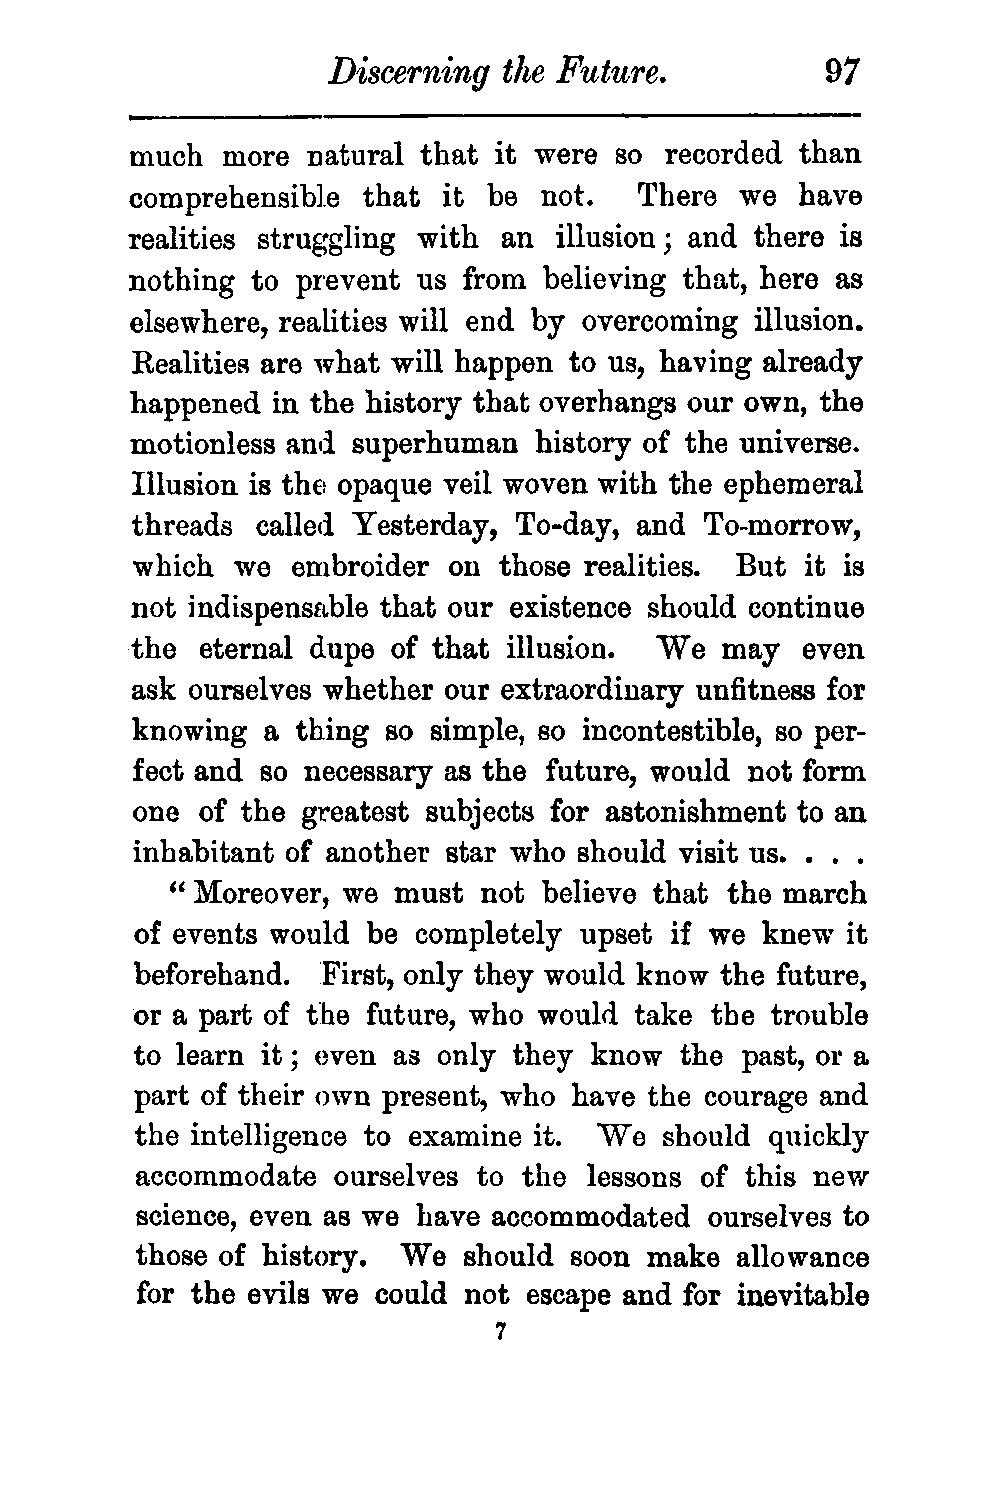 Discerning the Future. 97
much more natural that it were so recorded than
comprehensible that it be not. There we have
realities struggling with an illusion; and there is
nothing to prevent us from believing that, here as
elsewhere, realities will end by overcoming illusion.
Realities are what will happen to us, having already
happened in the history that overhangs our own, the
motionless and superhuman history of the universe.
Illusion is the opaque veil woven with the ephemeral
threads called Yesterday, To-day, and To-morrow,
which we embroider on those realities. But it is
not indispensable that our existence should continue
the eternal dupe of that illusion. We may even
ask ourselves whether our extraordinary unfitness for
knowing a thing so simple, so incontestible, so per-
fect and so necessary as the future, would not form
one of the greatest subjects for astonishment to an
inhabitant of another star who should visit us. . . .
“Moreover, we must not believe that the march
of events would be completely upset if we knew it
beforehand. First, only they would know the future,
or a part of the future, who would take the trouble
to learn it; even as only they know the past, or a
part of their own present, who have the courage and
the intelligence to examine it. We should quickly
accommodate ourselves to the lessons of this new
science, even as we have accommodated ourselves to
those of history. We should soon make allowance
for the evils we could not escape and for inevitable
7